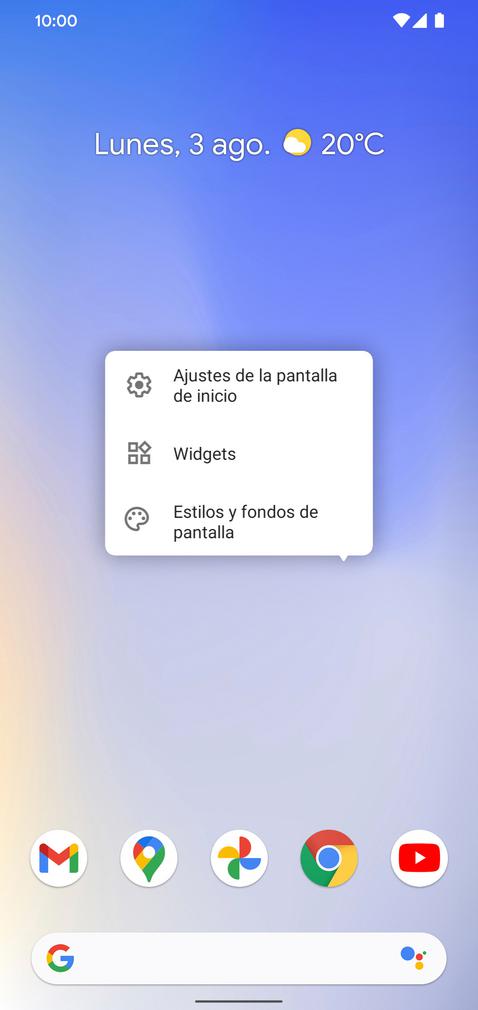 10:00
Lunes, 3 ago. 20°C
Ajustes de la pantalla
de inicio
Widgets
Estilos y fondos de
pantalla